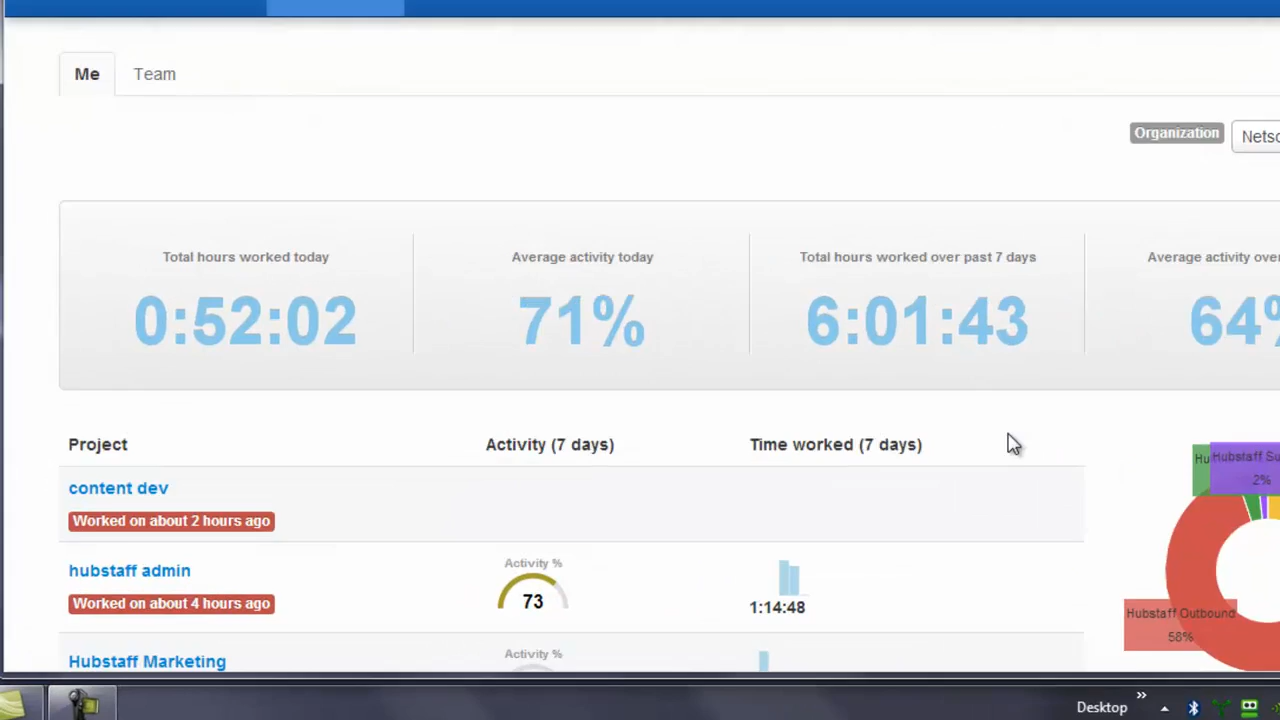 Me Team
Organization Netsc
Total hours worked today Average activity today Total hours worked over past 7 days Average activity over
0:52:02 71% 6:01:43 64%
Project Activity (7 days) Time worked (7 days)
content dev
Worked on about 2 hours ago
hubstaff admin
Worked on about 4 hours ago
Activity %
73
1:14:48
Hubstaff Marketing
Activity %
Hu Hubstaff Su
2%
Hubstaff Outbound
58%
Desktop »